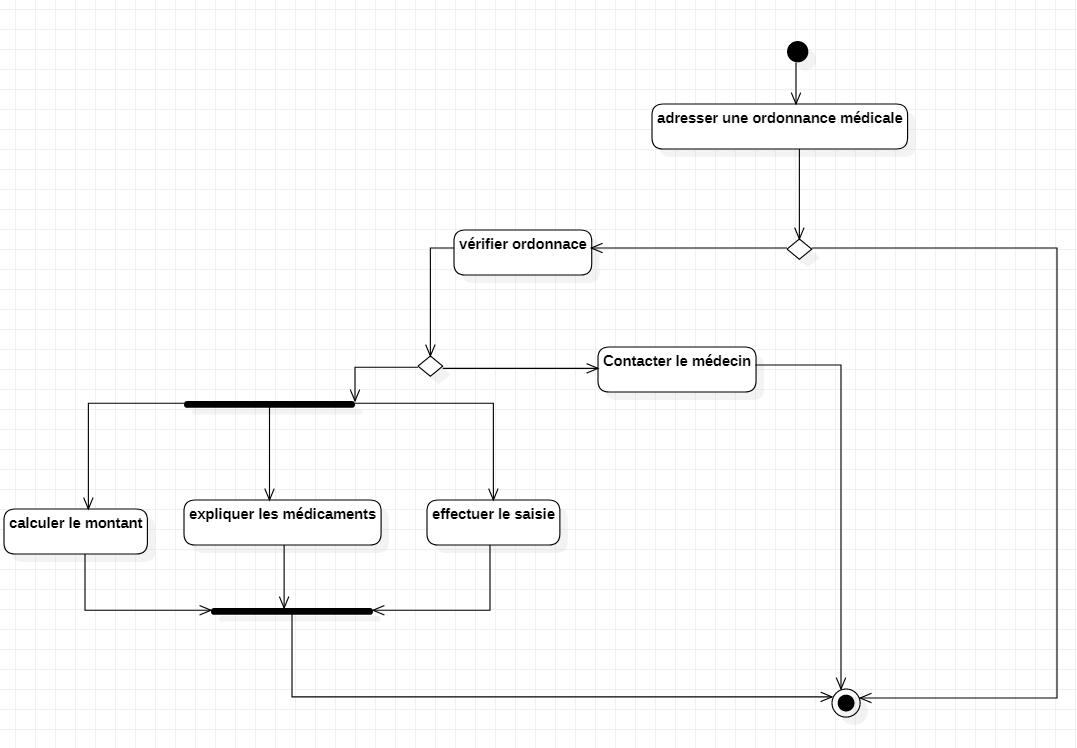 adresser une ordonnance médicale
vérifier ordonnace
Contacter le médecin
calculer le montant
expliquer les médicaments
effectuer le saisie